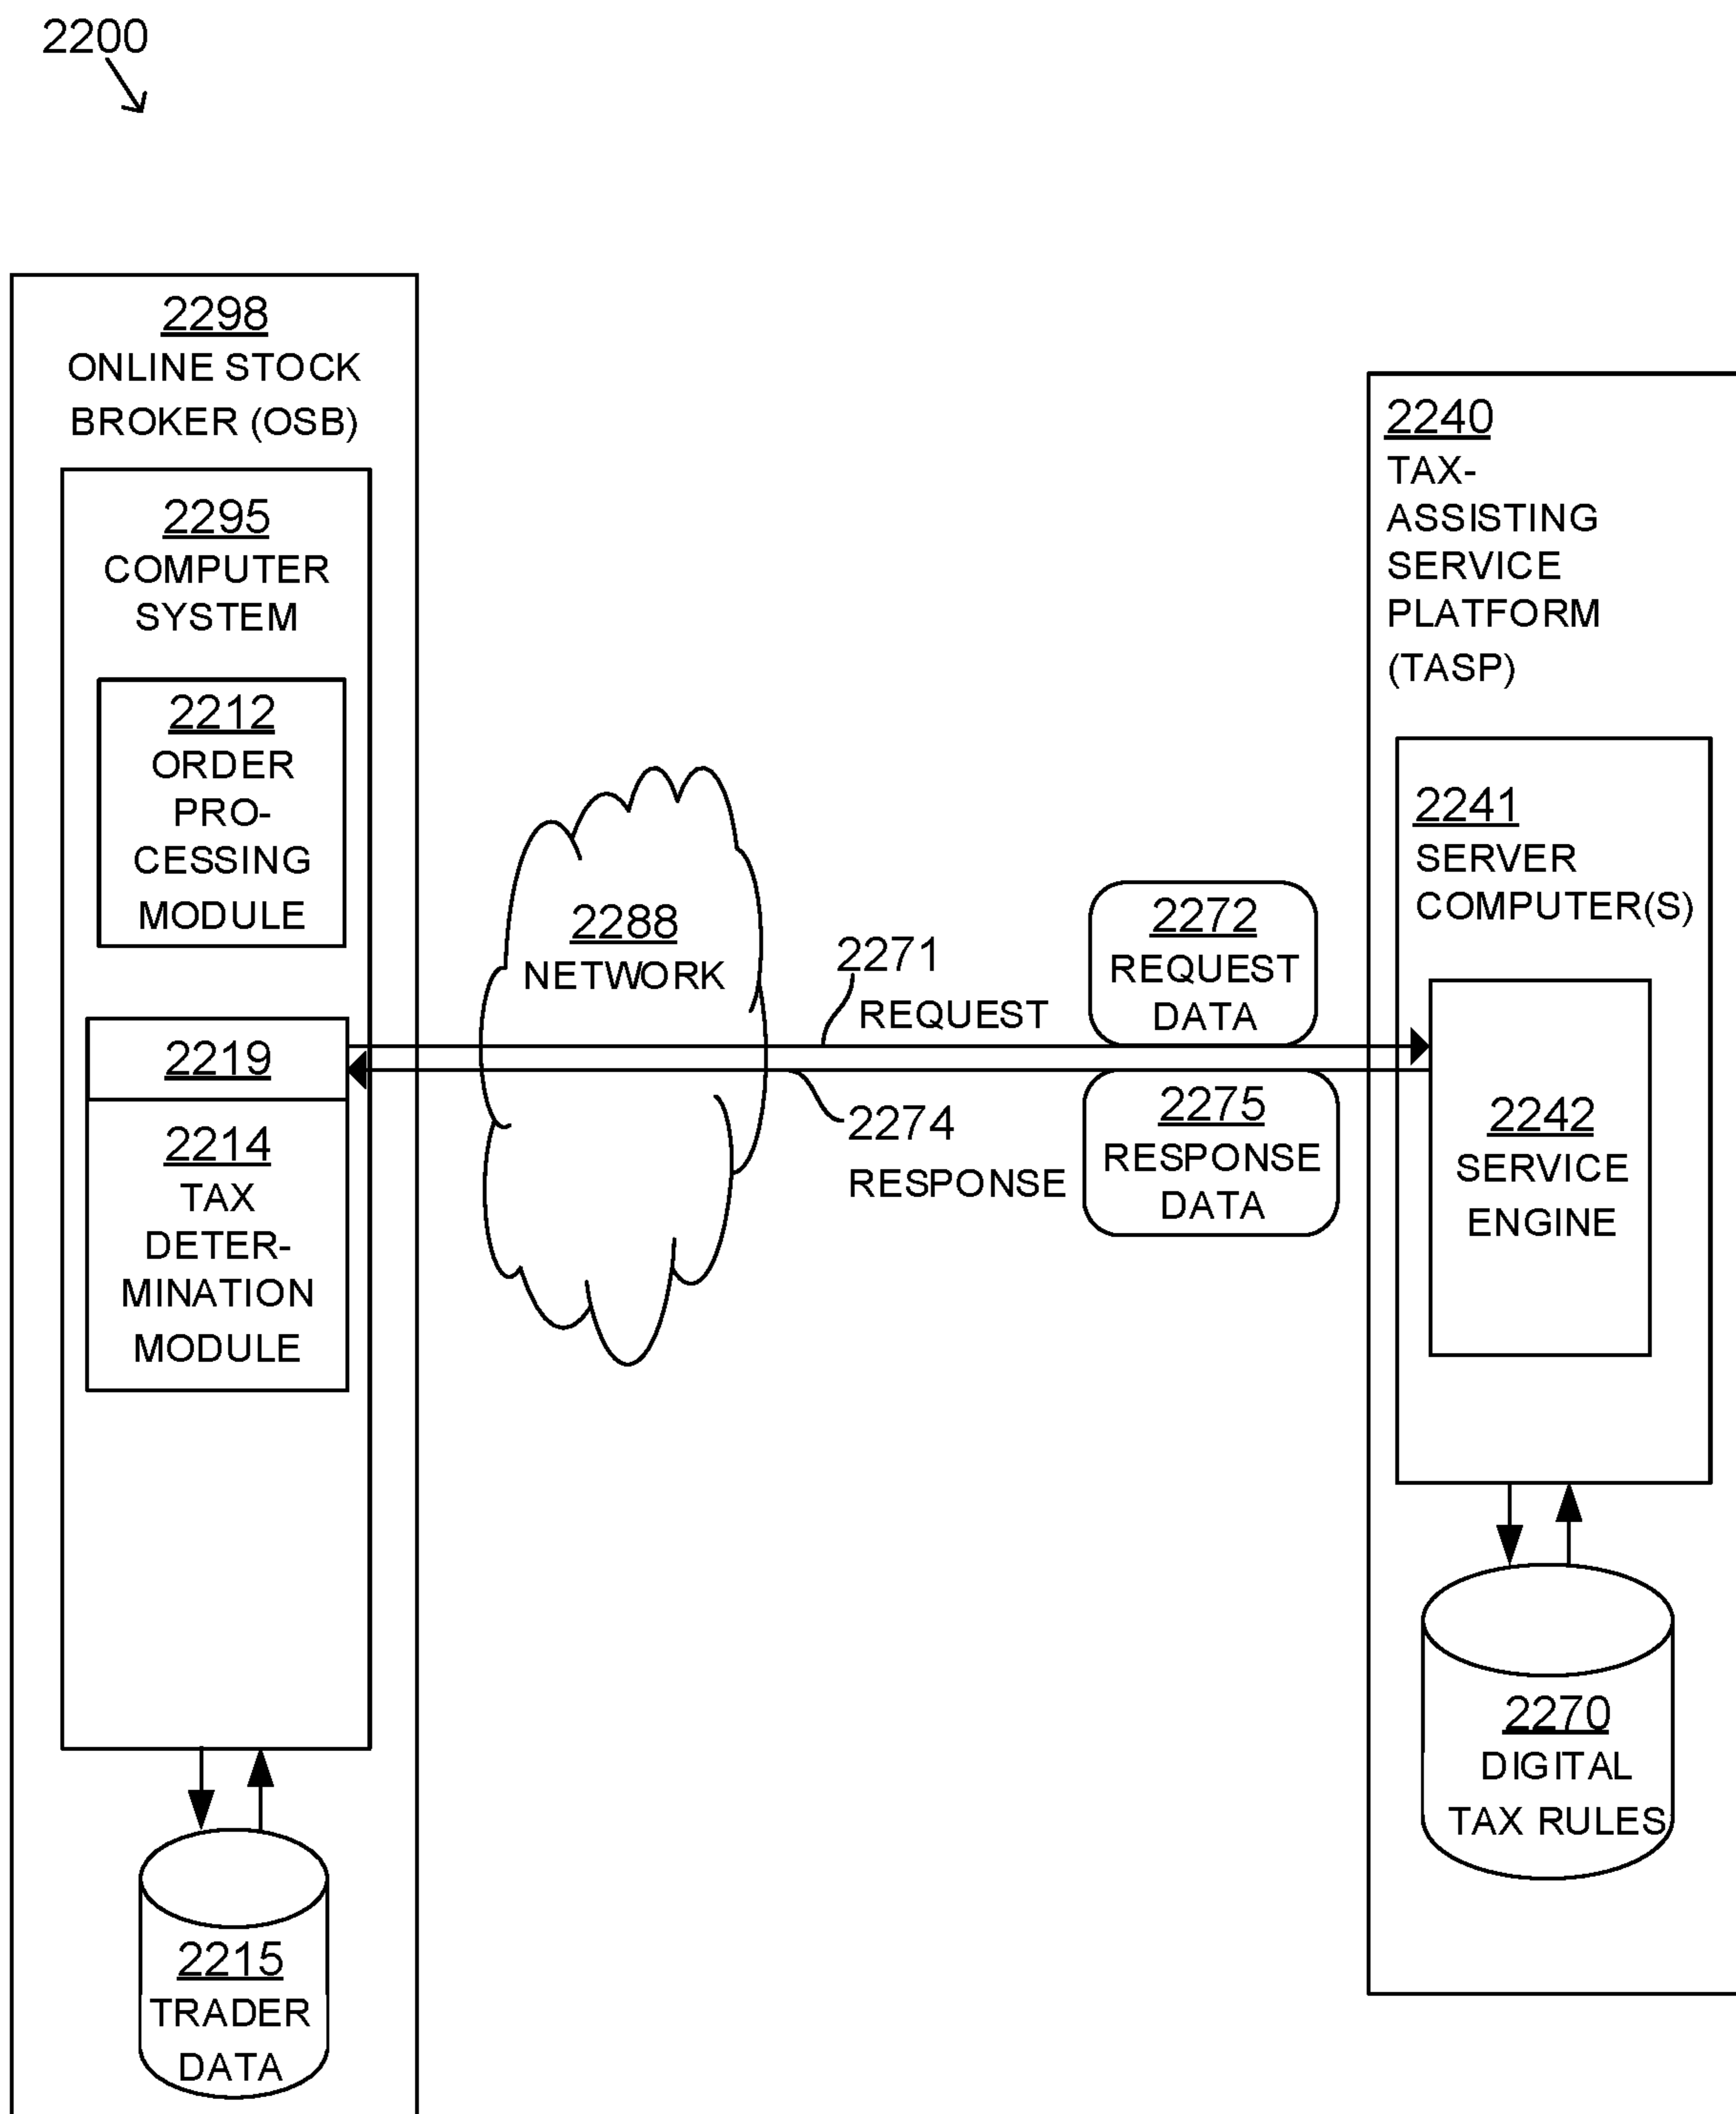 2200
2298
ONLINE STOCK
BROKER (OSB)
2295
COMPUTER
SYSTEM
2212
ORDER
PRO-
CESSING
MODULE
2219
2214
TAX
DETER-
MINATION
MODULE
2215
TRADER
DATA
2288
NETWORK
2271
REQUEST
2272
REQUEST
DATA
2274
RESPONSE
2275
RESPONSE
DATA
2240
TAX-
ASSISTING
SERVICE
PLATFORM
(TASP)
2241
SERVER
COMPUTER(S)
2242
SERVICE
ENGINE
2270
DIGITAL
TAX RULES